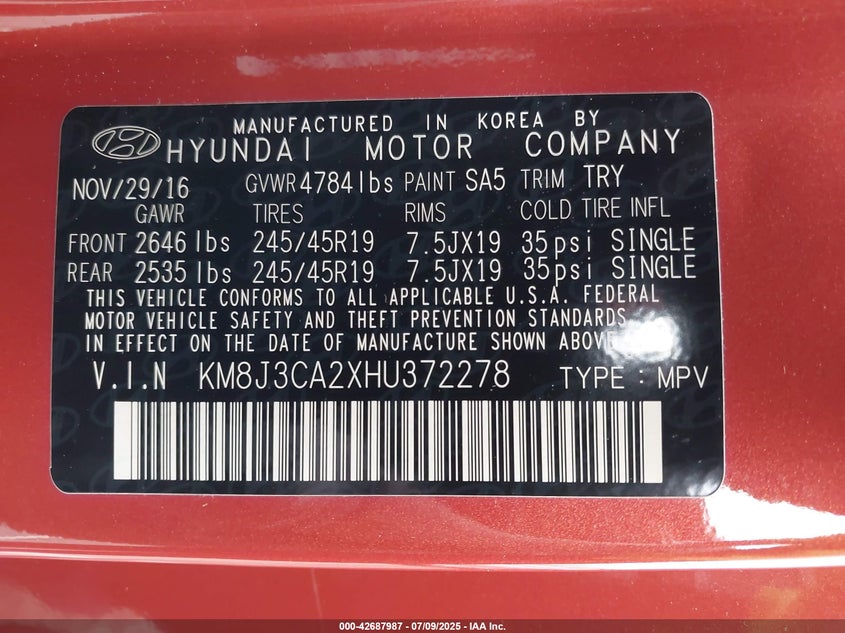 MANUFACTURED IN KOREA BY
HYUNDAI MOTOR COMPANY
NOV/29/16 GVWR 4784lbs PAINT SA5 TRIM TRY
GAWR TIRES RIMS COLD TIRE INFL
FRONT 2646 lbs 245/45R19 7.5JX19 35psi SINGLE
REAR 2535 lbs 245/45R19 7.5JX19 35psi SINGLE
THIS VEHICLE CONFORMS TO ALL APPLICABLE U.S.A. FEDERAL
MOTOR VEHICLE SAFETY AND THEFT PREVENTION STANDARDS
IN EFFECT ON THE DATE OF MANUFACTURE SHOWN ABOVE.
V.I.N KM8J3CA2XHU372278 TYPE : MPV
000-42687987 - 07/09/2025 - IAA Inc.